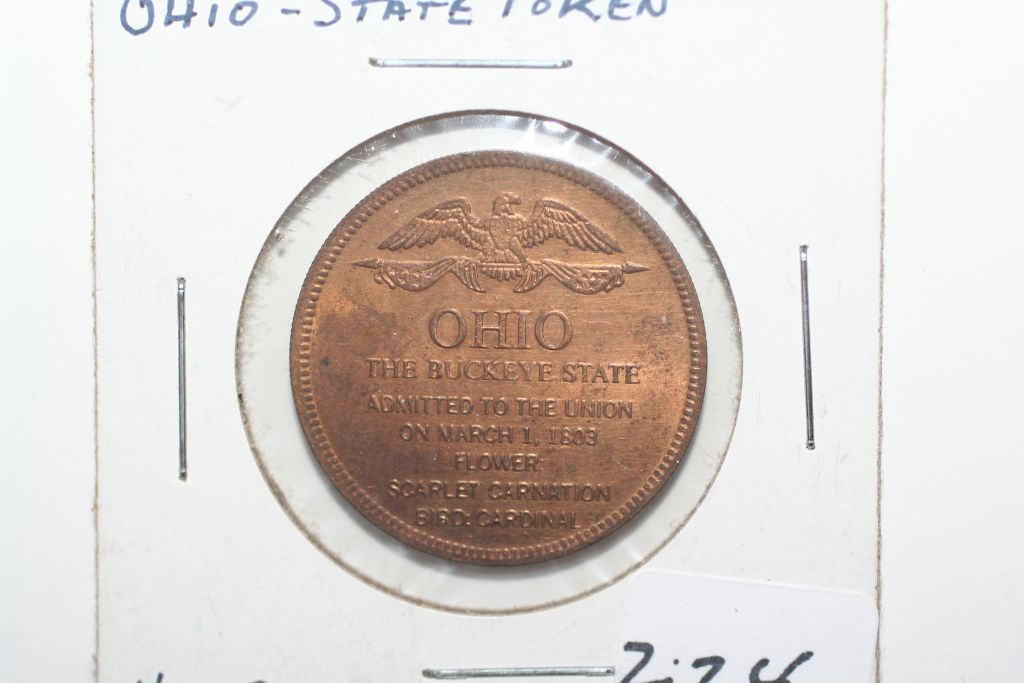 OHIO - STATE TOKEN
OHIO
THE BUCKEYE STATE
ADMITTED TO THE UNION
ON MARCH 1, 1803
FLOWER:
SCARLET CARNATION
BIRD: CARDINAL